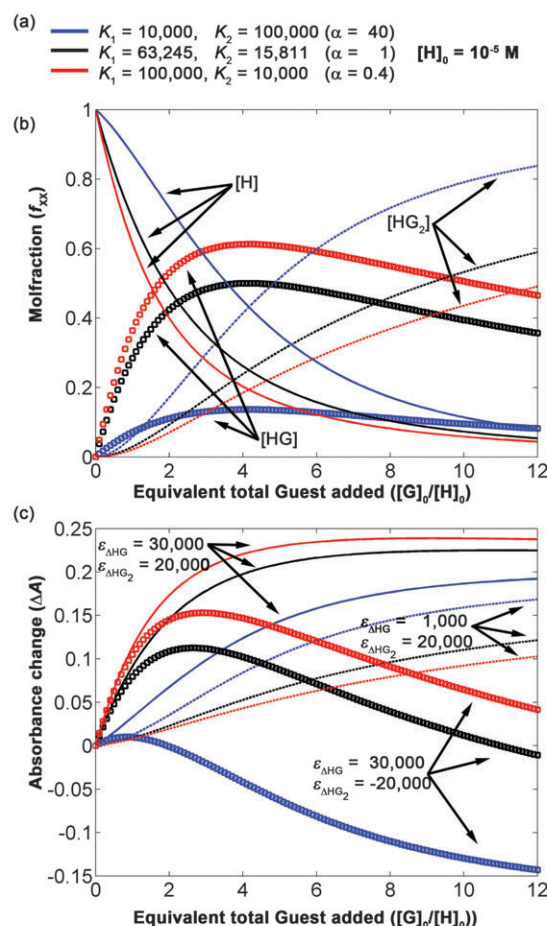 (a)
K₁ = 10,000, K₂ = 100,000 (α = 40)
K₁ = 63,245, K₂ = 15,811 (α = 1) [H]₀ = 10⁻⁵ M
K₁ = 100,000, K₂ = 10,000 (α = 0.4)
(b)
1
0.8
0.6
0.4
0.2
0
Molfraction (fxx)
[H]
[HG₂]
[HG]
0 2 4 6 8 10 12
Equivalent total Guest added ([G]₀/[H]₀)
(c)
0.25
0.20
0.15
0.10
0.05
0
-0.05
-0.1
-0.15
Absorbance change (ΔA)
εΔHG = 30,000
εΔHG₂ = 20,000
εΔHG = 1,000
εΔHG₂ = 20,000
εΔHG = 30,000
εΔHG₂ = -20,000
0 2 4 6 8 10 12
Equivalent total Guest added ([G]₀/[H]₀)